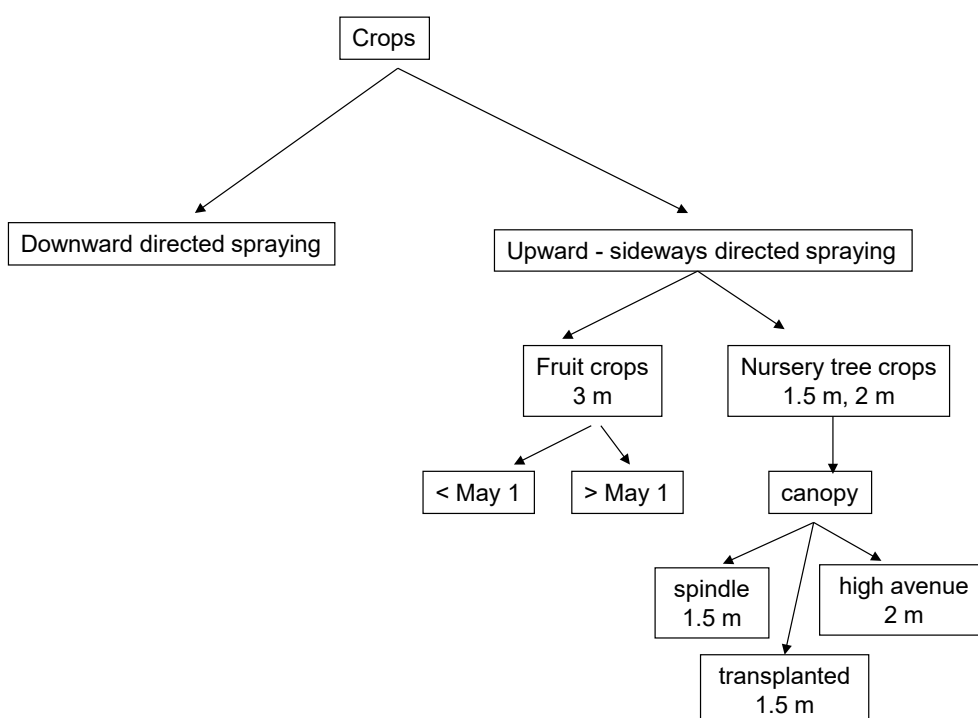 Crops
Downward directed spraying
Upward - sideways directed spraying
Fruit crops
3 m
Nursery tree crops
1.5 m, 2 m
< May 1
> May 1
canopy
spindle
1.5 m
high avenue
2 m
transplanted
1.5 m